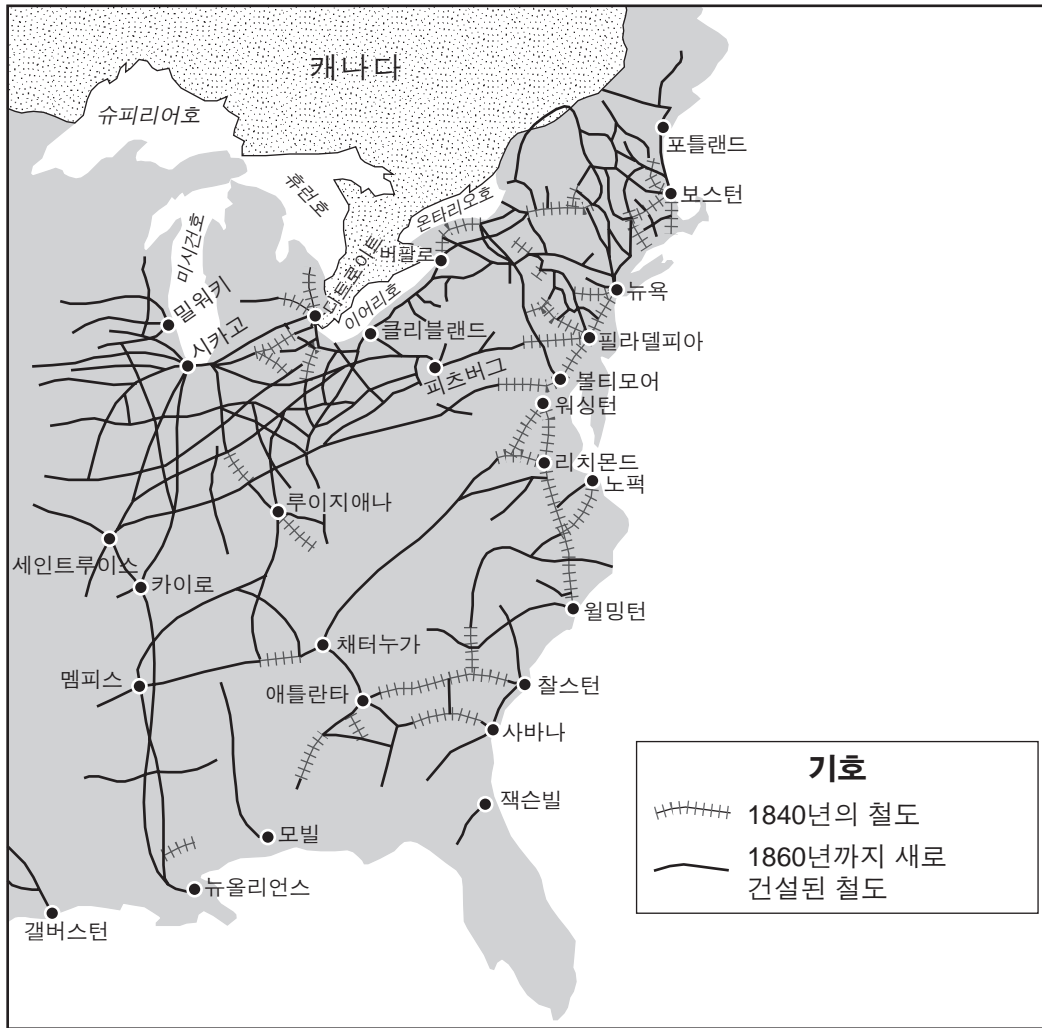 캐나다
슈피리어호
휴런호
온타리오호
미시건호
이어리호
포틀랜드
보스턴
버팔로
디트로이트
밀워키
뉴욕
시카고
클리블랜드
필라델피아
피츠버그
볼티모어
워싱턴
리치몬드
노퍽
루이지애나
세인트루이스
카이로
윌밍턴
채터누가
멤피스
애틀란타
찰스턴
사바나
잭슨빌
모빌
뉴올리언스
갤버스턴
기호
1840년의 철도
1860년까지 새로
건설된 철도